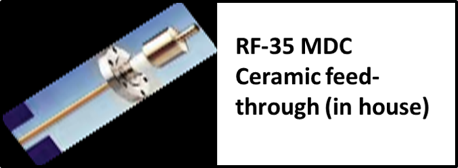 RF-35 MDC
Ceramic feed-
through (in house)